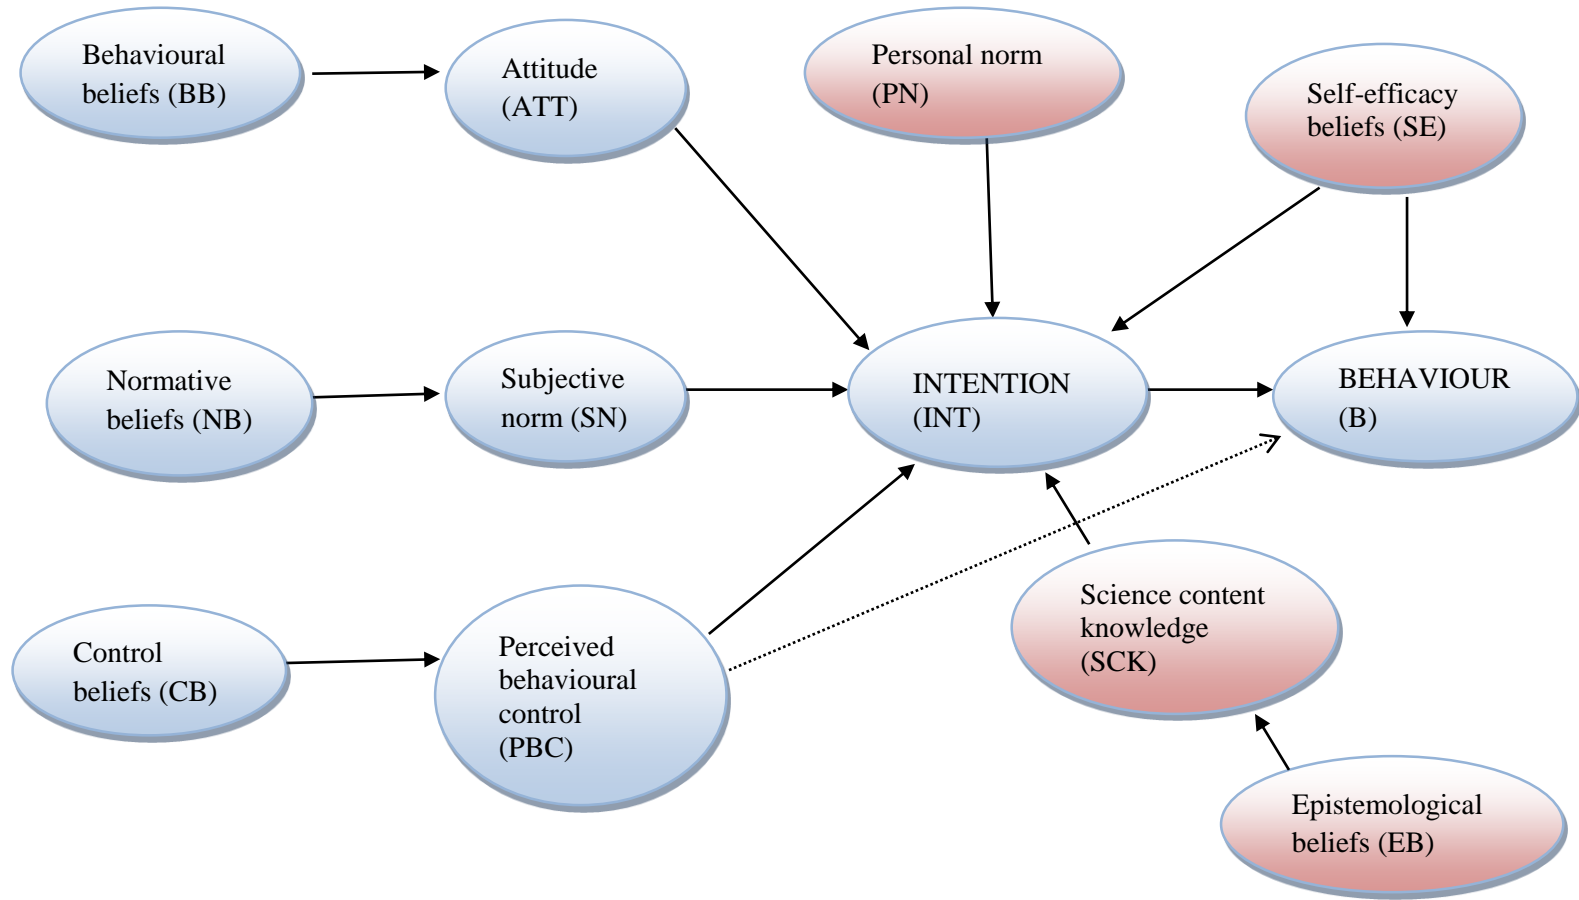 Behavioural
beliefs (BB)
Attitude
(ATT)
Personal norm
(PN)
Self-efficacy
beliefs (SE)
Normative
beliefs (NB)
Subjective
norm (SN)
INTENTION
(INT)
BEHAVIOUR
(B)
Control
beliefs (CB)
Perceived
behavioural
control
(PBC)
Science content
knowledge
(SCK)
Epistemological
beliefs (EB)